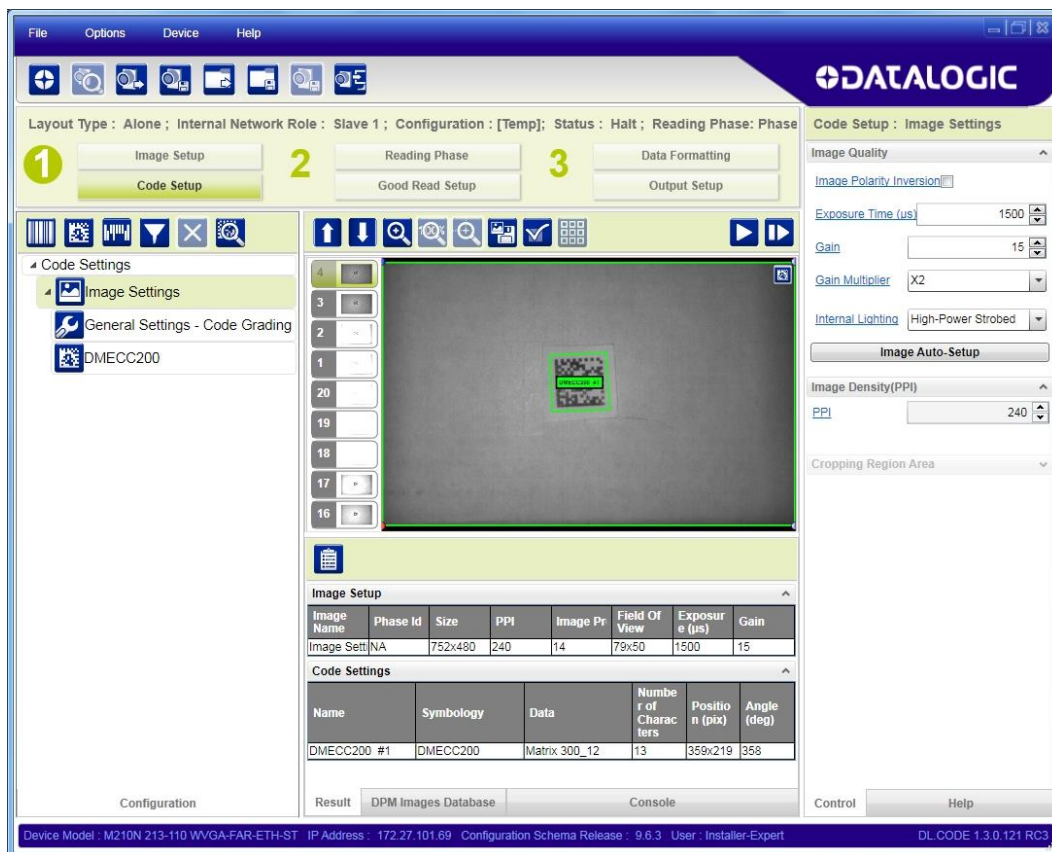 File Options Device Help
DATALOGIC
Layout Type : Alone ; Internal Network Role : Slave 1 ; Configuration : [Temp]; Status : Halt ; Reading Phase: Phase
1 Image Setup 2 Reading Phase 3 Data Formatting
Code Setup Good Read Setup Output Setup
Code Settings
Image Settings
General Settings - Code Grading
DMECC200
4
3
2
1
20
19
18
17
16
DMECC200 #1
Image Setup
Image Name Phase Id Size PPI Image Pr Field Of View Exposur e (µs) Gain
Image Setti NA 752x480 240 14 79x50 1500 15
Code Settings
Name Symbology Data Numbe r of Charac ters Positio n (pix) Angle (deg)
DMECC200 #1 DMECC200 Matrix 300_12 13 359x219 358
Configuration
Result DPM Images Database Console
Code Setup : Image Settings
Image Quality
Image Polarity Inversion
Exposure Time (µs) 1500
Gain 15
Gain Multiplier X2
Internal Lighting High-Power Strobed
Image Auto-Setup
Image Density(PPI)
PPI 240
Cropping Region Area
Control Help
Device Model : M210N 213-110 WVGA-FAR-ETH-ST IP Address : 172.27.101.69 Configuration Schema Release : 9.6.3 User : Installer-Expert DL.CODE 1.3.0.121 RC3